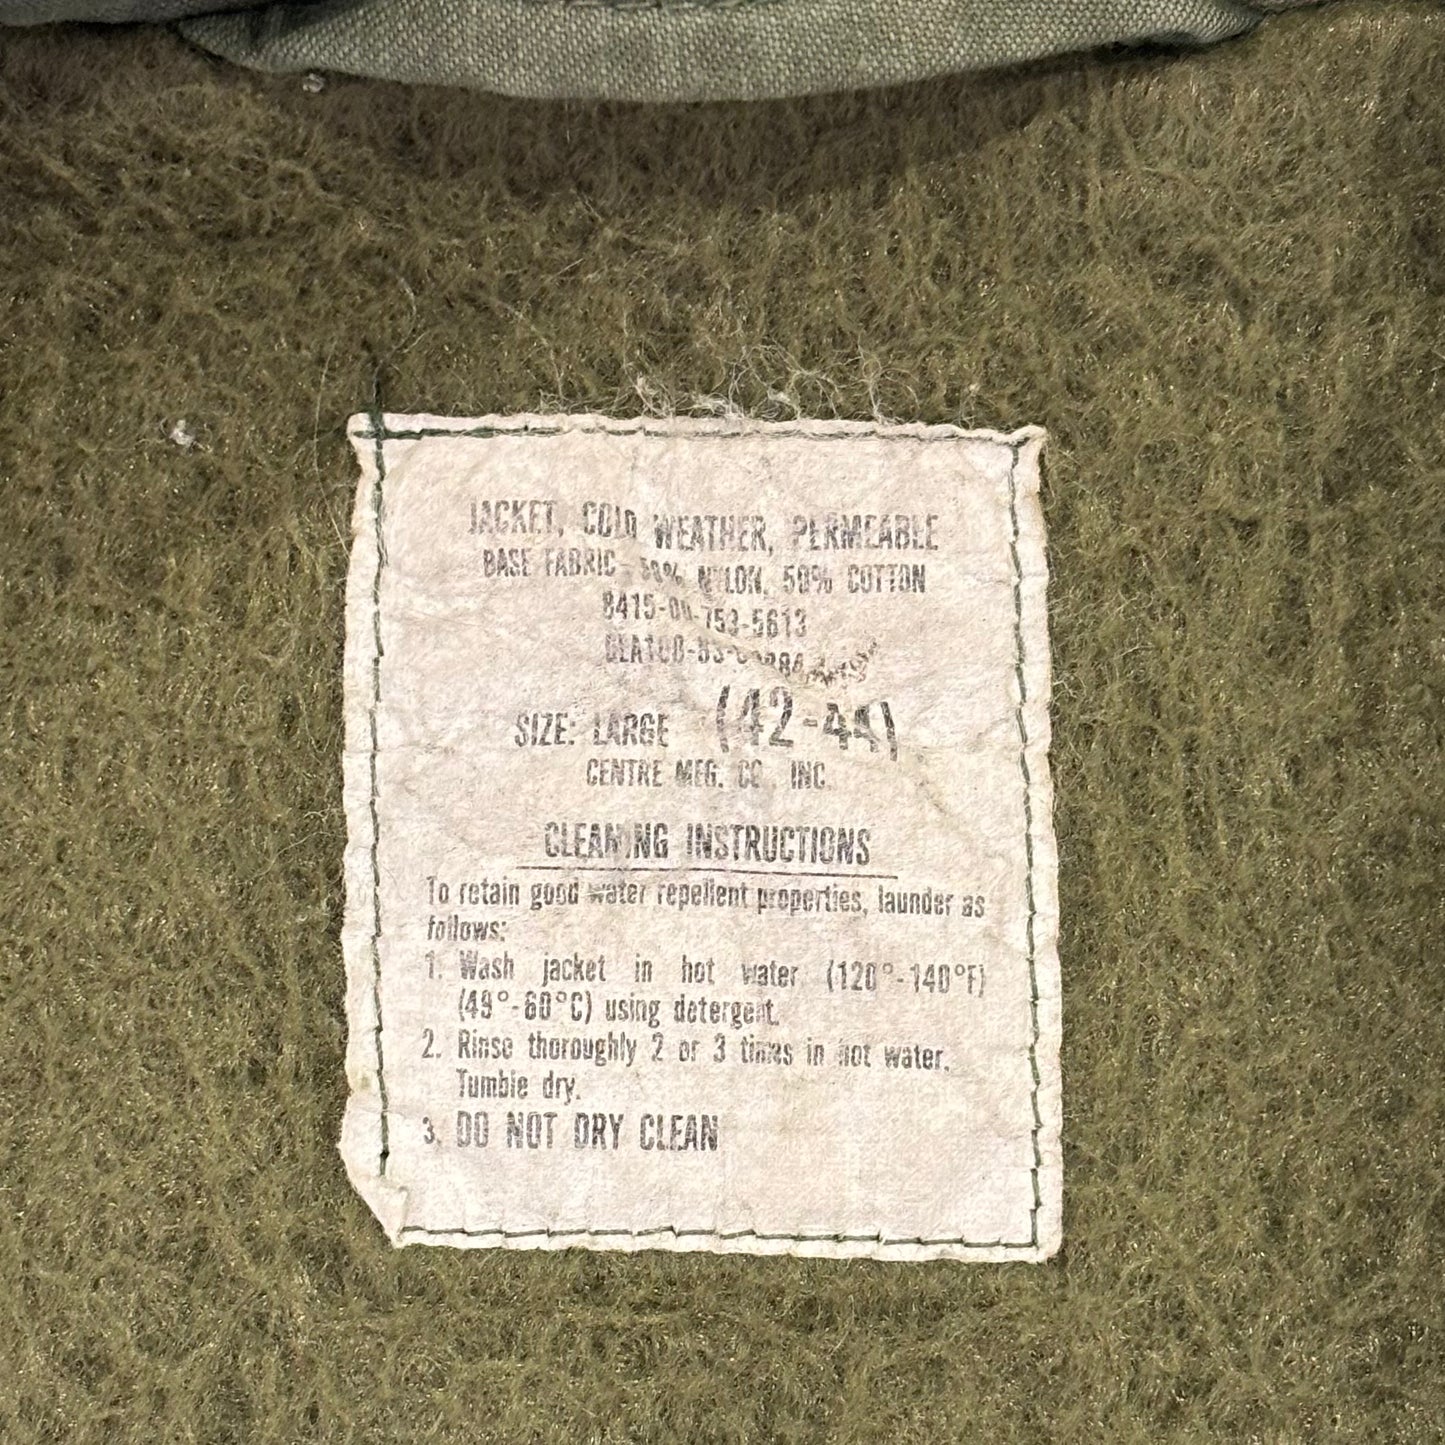 JACKET, COLD WEATHER, PERMEABLE
BASE FABRIC - 50% NYLON, 50% COTTON
8415-00-753-5613
SIZE: LARGE (42-44)
CENTRE MFG. CO., INC.
CLEANING INSTRUCTIONS
To retain good water repellent properties, launder as
follows:
1. Wash jacket in hot water (120°-140°F)
(49°-60°C) using detergent.
2. Rinse thoroughly 2 or 3 times in hot water.
Tumble dry.
3. DO NOT DRY CLEAN